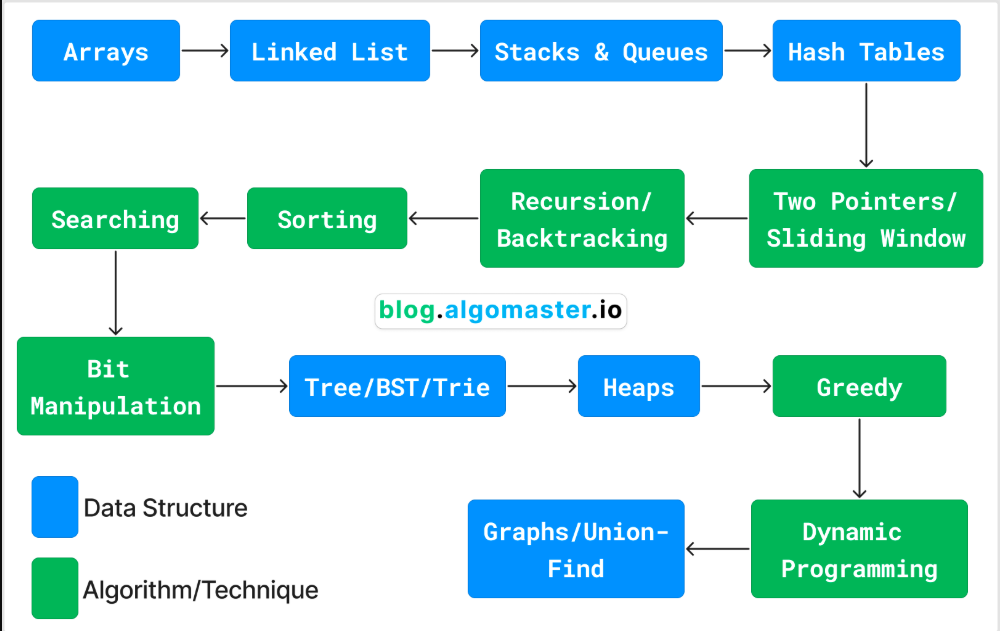 Arrays
Linked List
Stacks & Queues
Hash Tables
Two Pointers/
Sliding Window
Recursion/
Backtracking
Sorting
Searching
blog.algomaster.io
Bit
Manipulation
Tree/BST/Trie
Heaps
Greedy
Dynamic
Programming
Graphs/Union-
Find
Data Structure
Algorithm/Technique